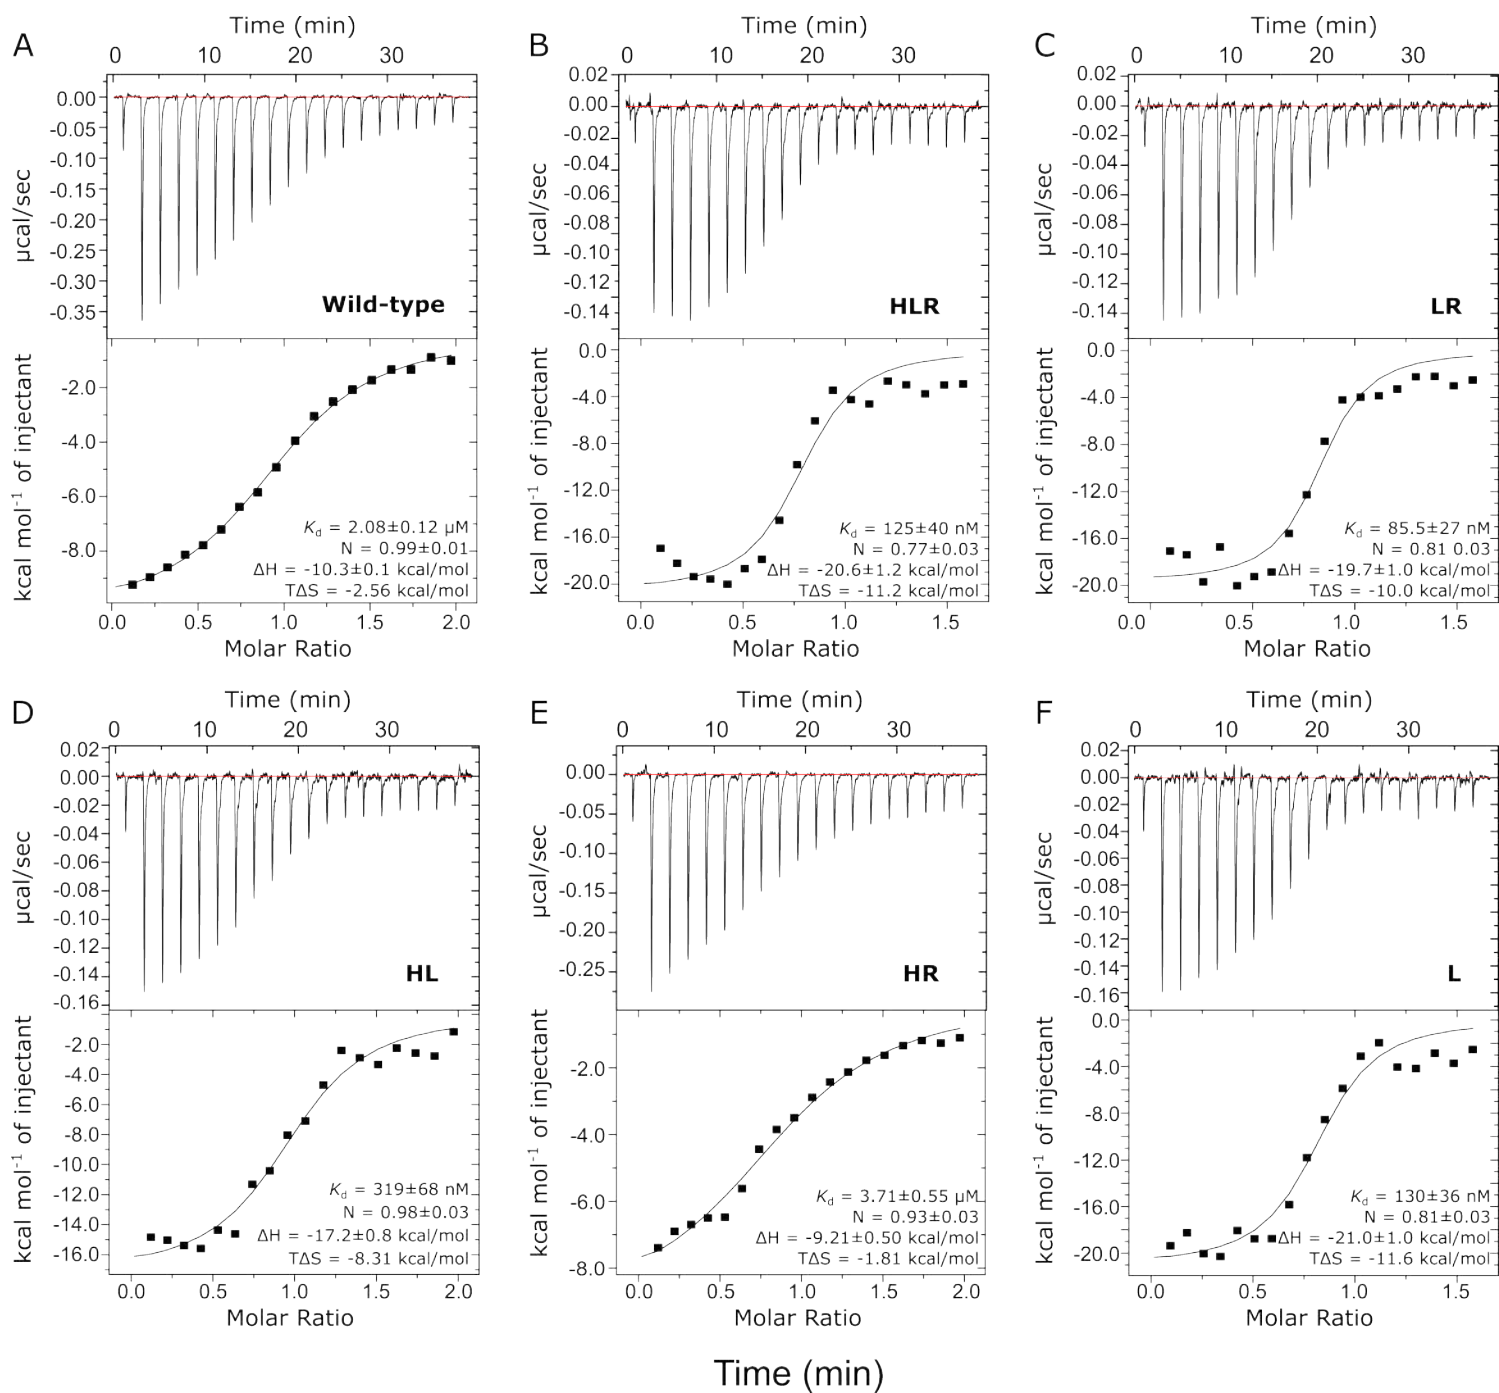 A
Time (min)
0 10 20 30
0.00
-0.05
-0.10
-0.15
-0.20
-0.25
-0.30
-0.35
µcal/sec
Wild-type
-2.0
-4.0
-6.0
-8.0
kcal mol-1 of injectant
Kd = 2.08±0.12 µM
N = 0.99±0.01
ΔH = -10.3±0.1 kcal/mol
TΔS = -2.56 kcal/mol
0.0 0.5 1.0 1.5 2.0
Molar Ratio
B
Time (min)
0 10 20 30
0.02
0.00
-0.02
-0.04
-0.06
-0.08
-0.10
-0.12
-0.14
µcal/sec
HLR
0.0
-4.0
-8.0
-12.0
-16.0
-20.0
kcal mol-1 of injectant
Kd = 125±40 nM
N = 0.77±0.03
ΔH = -20.6±1.2 kcal/mol
TΔS = -11.2 kcal/mol
0.0 0.5 1.0 1.5
Molar Ratio
C
Time (min)
0 10 20 30
0.02
0.00
-0.02
-0.04
-0.06
-0.08
-0.10
-0.12
-0.14
µcal/sec
LR
0.0
-4.0
-8.0
-12.0
-16.0
-20.0
kcal mol-1 of injectant
Kd = 85.5±27 nM
N = 0.81 0.03
ΔH = -19.7±1.0 kcal/mol
TΔS = -10.0 kcal/mol
0.0 0.5 1.0 1.5
Molar Ratio
D
Time (min)
0 10 20 30
0.02
0.00
-0.02
-0.04
-0.06
-0.08
-0.10
-0.12
-0.14
-0.16
µcal/sec
HL
-2.0
-4.0
-6.0
-8.0
-10.0
-12.0
-14.0
-16.0
kcal mol-1 of injectant
Kd = 319±68 nM
N = 0.98±0.03
ΔH = -17.2±0.8 kcal/mol
TΔS = -8.31 kcal/mol
0.0 0.5 1.0 1.5 2.0
Molar Ratio
E
Time (min)
0 10 20 30
0.00
-0.05
-0.10
-0.15
-0.20
-0.25
µcal/sec
HR
-2.0
-4.0
-6.0
-8.0
kcal mol-1 of injectant
Kd = 3.71±0.55 µM
N = 0.93±0.03
ΔH = -9.21±0.50 kcal/mol
TΔS = -1.81 kcal/mol
0.0 0.5 1.0 1.5 2.0
Molar Ratio
F
Time (min)
0 10 20 30
0.02
0.00
-0.02
-0.04
-0.06
-0.08
-0.10
-0.12
-0.14
-0.16
µcal/sec
L
0.0
-4.0
-8.0
-12.0
-16.0
-20.0
kcal mol-1 of injectant
Kd = 130±36 nM
N = 0.81±0.03
ΔH = -21.0±1.0 kcal/mol
TΔS = -11.6 kcal/mol
0.0 0.5 1.0 1.5
Molar Ratio
Time (min)